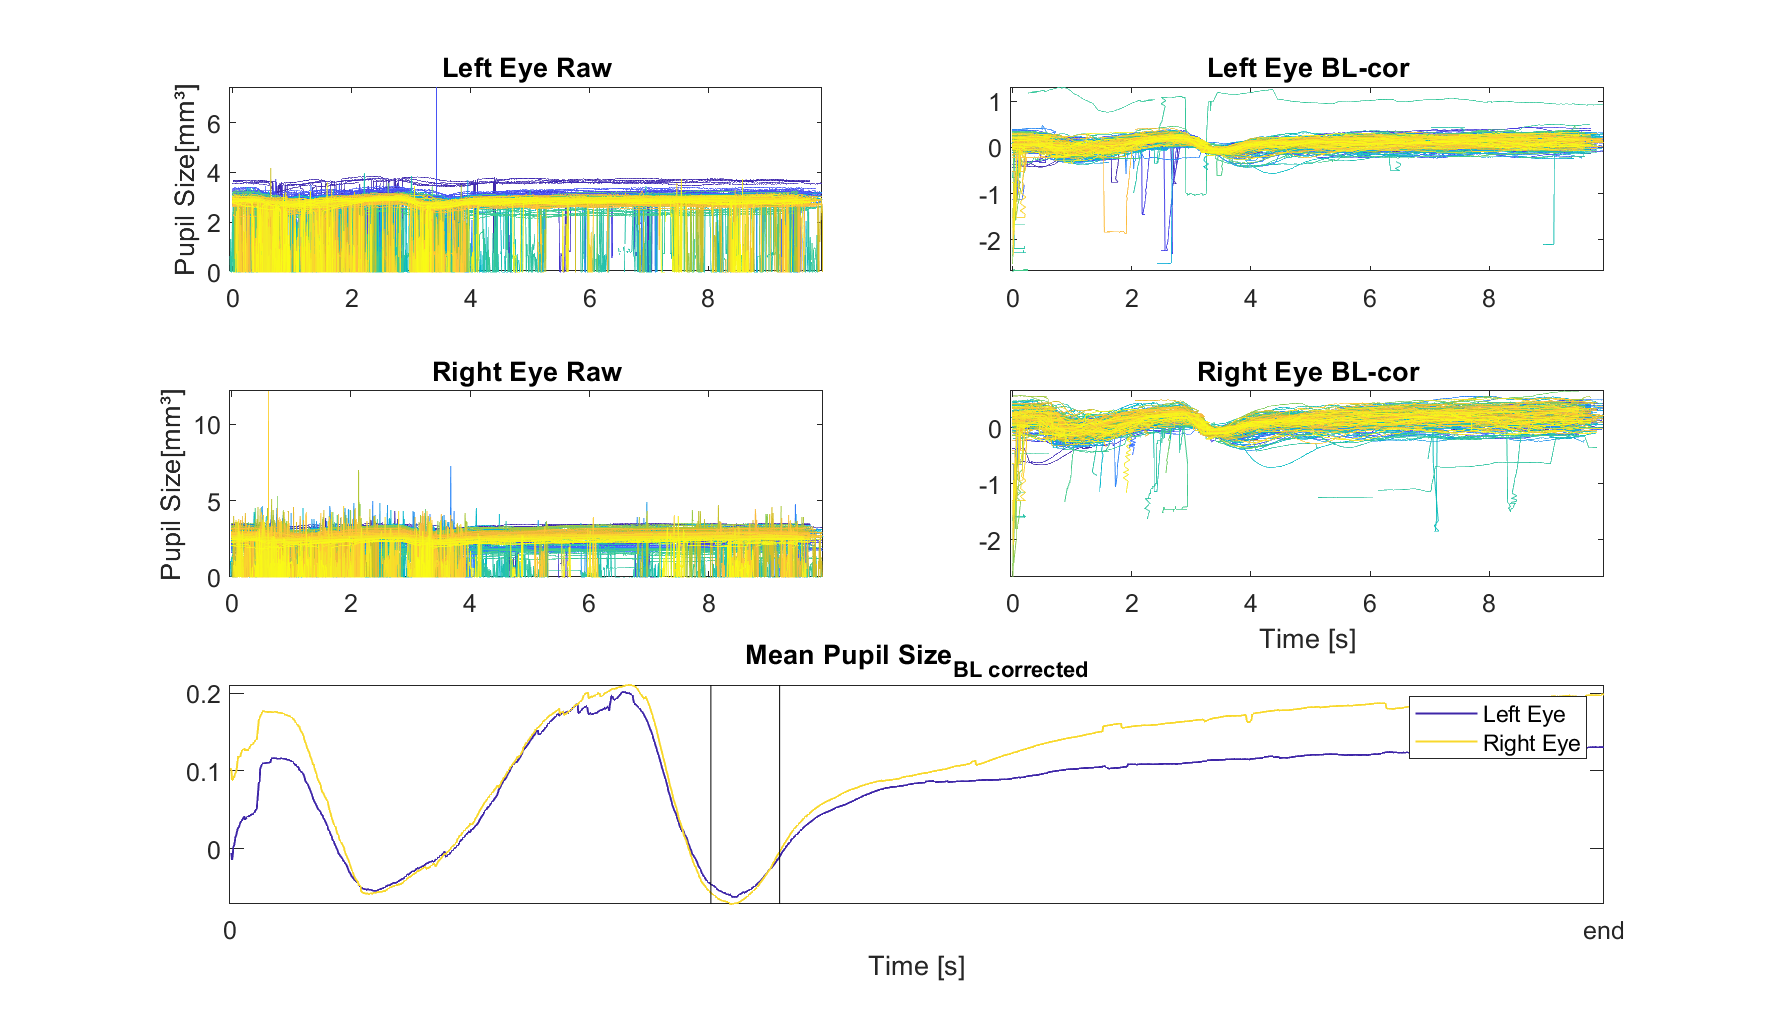 Left Eye Raw
Pupil Size[mm³]
6
4
2
0
0 2 4 6 8
Left Eye BL-cor
1
0
-1
-2
0 2 4 6 8
Right Eye Raw
Pupil Size[mm³]
10
5
0
0 2 4 6 8
Right Eye BL-cor
0
-1
-2
0 2 4 6 8
Time [s]
Mean Pupil Size BL corrected
0.2
0.1
0
Left Eye
Right Eye
0 end
Time [s]